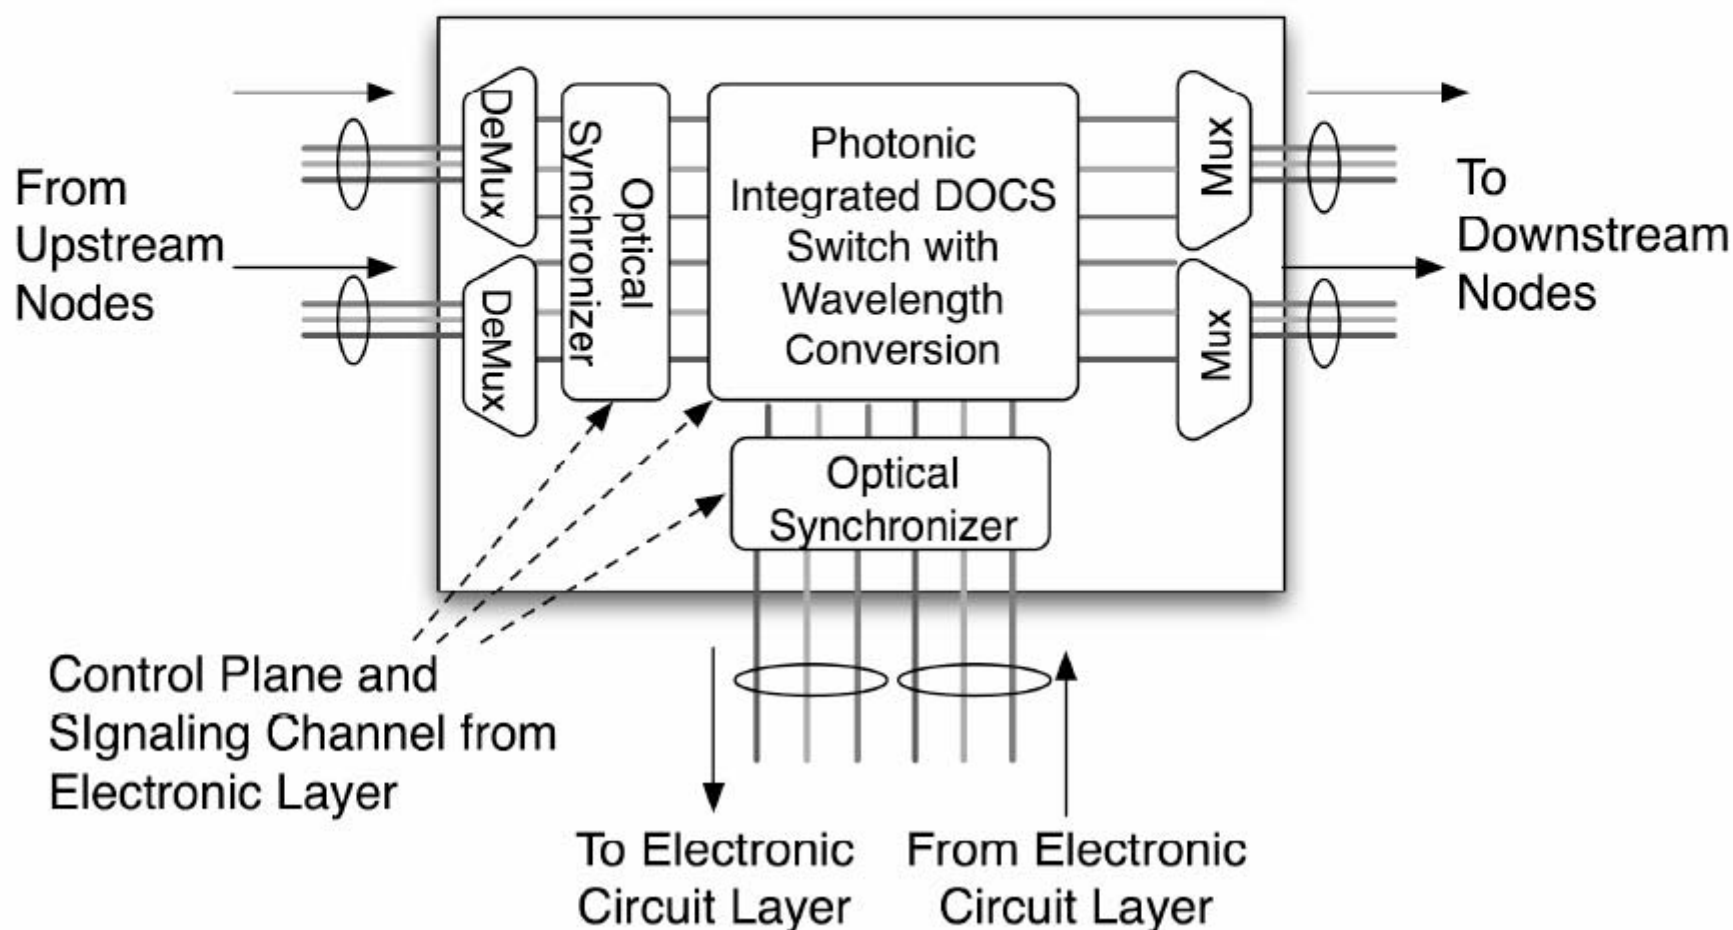 From
Upstream
Nodes
DeMux
DeMux
Optical
Synchronizer
Photonic
Integrated DOCS
Switch with
Wavelength
Conversion
Mux
Mux
To
Downstream
Nodes
Optical
Synchronizer
Control Plane and
SIgnaling Channel from
Electronic Layer
To Electronic
Circuit Layer
From Electronic
Circuit Layer